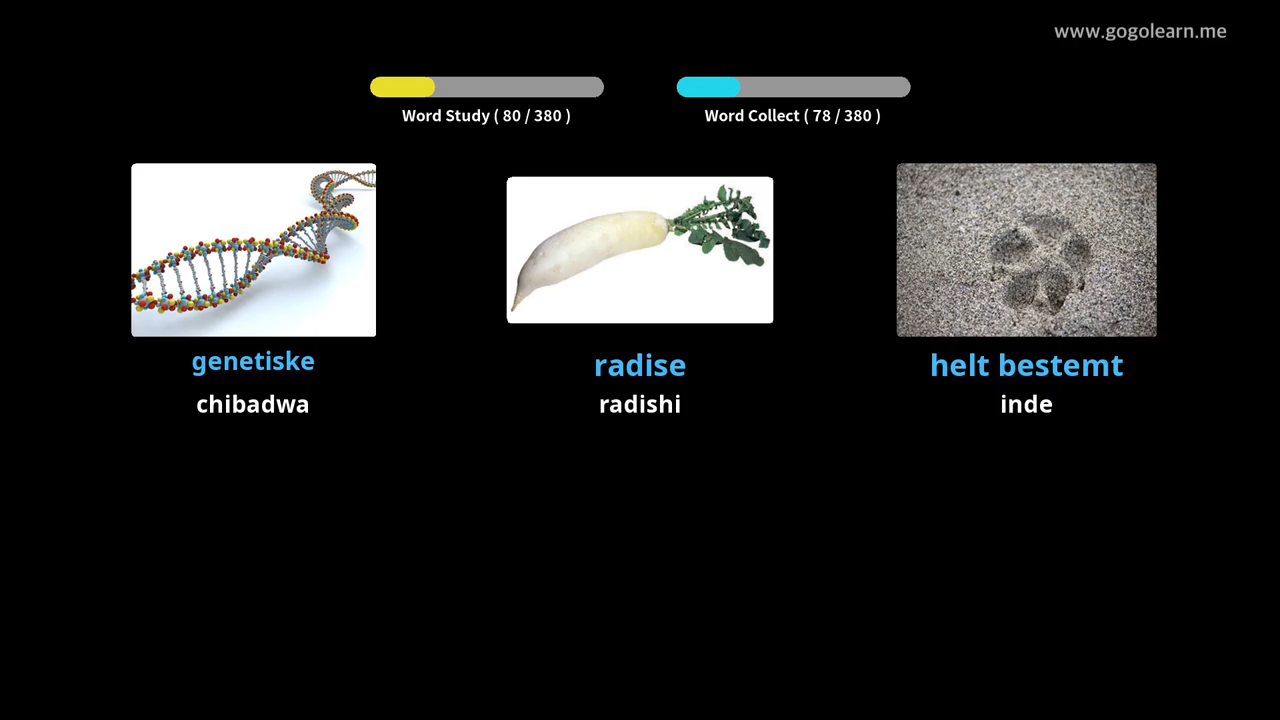 www.gogolearn.me
Word Study ( 80 / 380 )
Word Collect ( 78 / 380 )
genetiske
chibadwa
radise
radishi
helt bestemt
inde